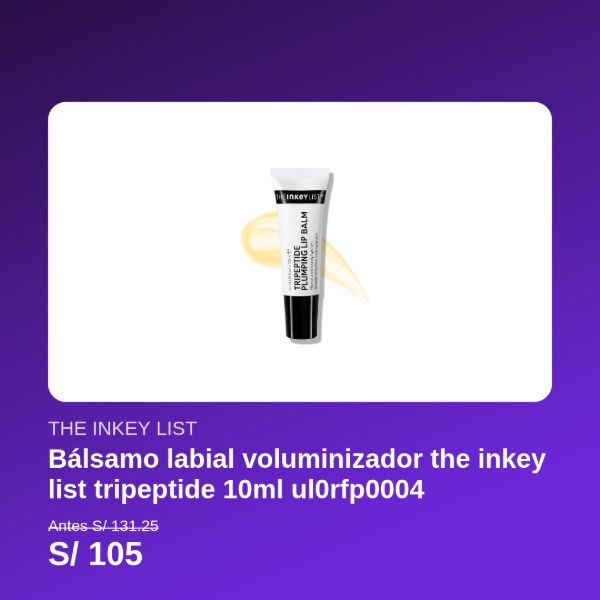 THE INKEY LIST
TRIPEPTIDE
PLUMPING LIP BALM
THE INKEY LIST
Bálsamo labial voluminizador the inkey
list tripeptide 10ml ul0rfp0004
Antes S/ 131.25
S/ 105